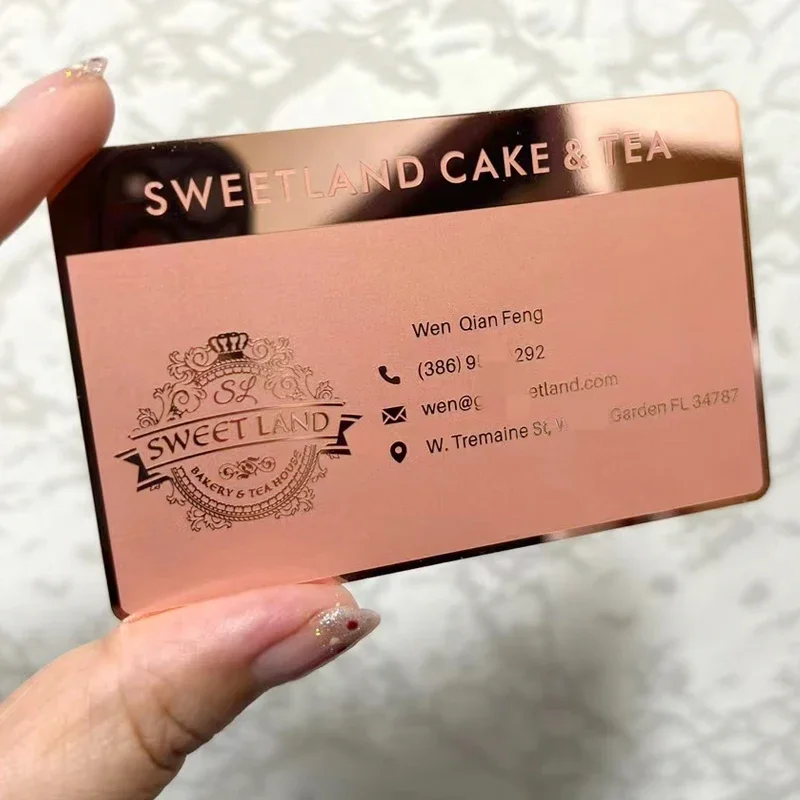 SWEETLAND CAKE & TEA
SL
SWEET LAND
BAKERY & TEA HOUSE
Wen Qian Feng
(386) 9 292
wen@g etland.com
W. Tremaine St, Garden FL 34787